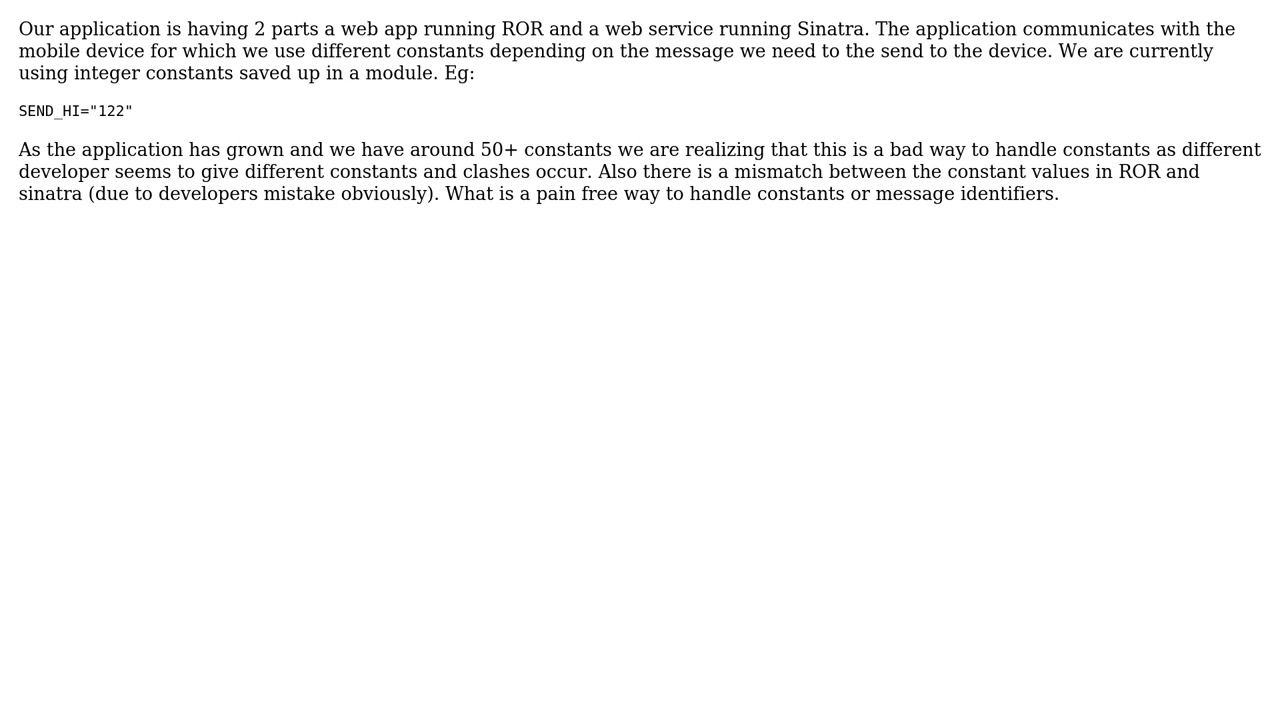 Our application is having 2 parts a web app running ROR and a web service running Sinatra. The application communicates with the
mobile device for which we use different constants depending on the message we need to the send to the device. We are currently
using integer constants saved up in a module. Eg:
SEND_HI="122"
As the application has grown and we have around 50+ constants we are realizing that this is a bad way to handle constants as different
developer seems to give different constants and clashes occur. Also there is a mismatch between the constant values in ROR and
sinatra (due to developers mistake obviously). What is a pain free way to handle constants or message identifiers.